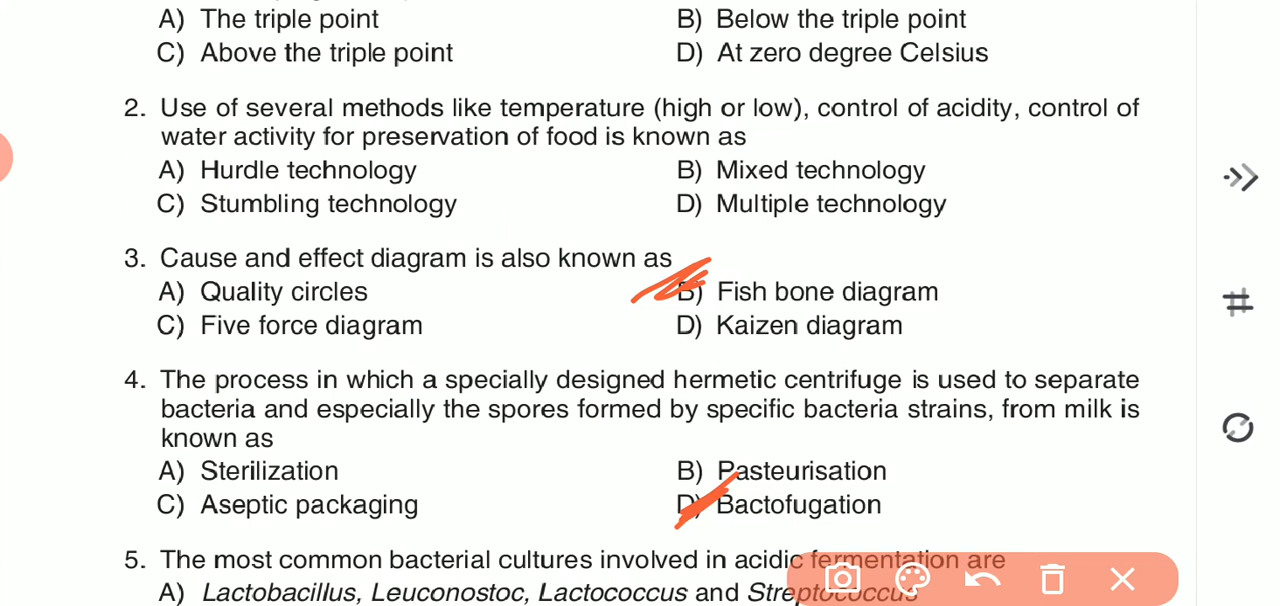 A) The triple point B) Below the triple point
C) Above the triple point D) At zero degree Celsius
2. Use of several methods like temperature (high or low), control of acidity, control of
water activity for preservation of food is known as
A) Hurdle technology B) Mixed technology
C) Stumbling technology D) Multiple technology
3. Cause and effect diagram is also known as
A) Quality circles B) Fish bone diagram
C) Five force diagram D) Kaizen diagram
4. The process in which a specially designed hermetic centrifuge is used to separate
bacteria and especially the spores formed by specific bacteria strains, from milk is
known as
A) Sterilization B) Pasteurisation
C) Aseptic packaging D) Bactofugation
5. The most common bacterial cultures involved in acidic fermentation are
A) Lactobacillus, Leuconostoc, Lactococcus and Streptococcus